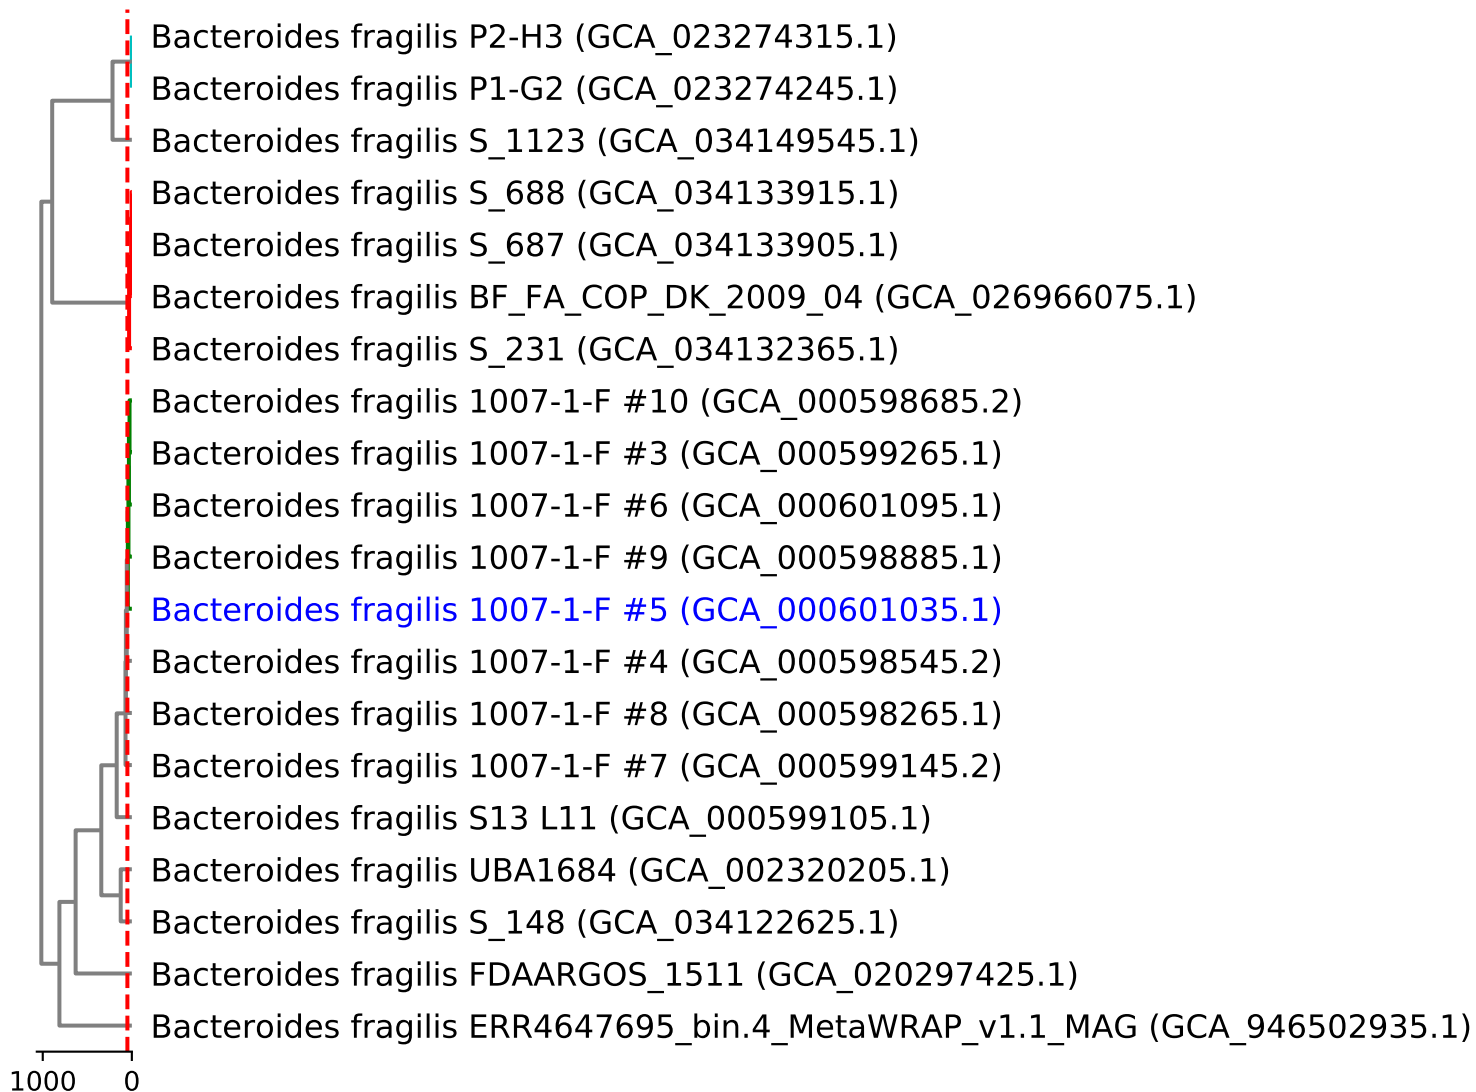 Bacteroides fragilis P2-H3 (GCA_023274315.1)
Bacteroides fragilis P1-G2 (GCA_023274245.1)
Bacteroides fragilis S_1123 (GCA_034149545.1)
Bacteroides fragilis S_688 (GCA_034133915.1)
Bacteroides fragilis S_687 (GCA_034133905.1)
Bacteroides fragilis BF_FA_COP_DK_2009_04 (GCA_026966075.1)
Bacteroides fragilis S_231 (GCA_034132365.1)
Bacteroides fragilis 1007-1-F #10 (GCA_000598685.2)
Bacteroides fragilis 1007-1-F #3 (GCA_000599265.1)
Bacteroides fragilis 1007-1-F #6 (GCA_000601095.1)
Bacteroides fragilis 1007-1-F #9 (GCA_000598885.1)
Bacteroides fragilis 1007-1-F #5 (GCA_000601035.1)
Bacteroides fragilis 1007-1-F #4 (GCA_000598545.2)
Bacteroides fragilis 1007-1-F #8 (GCA_000598265.1)
Bacteroides fragilis 1007-1-F #7 (GCA_000599145.2)
Bacteroides fragilis S13 L11 (GCA_000599105.1)
Bacteroides fragilis UBA1684 (GCA_002320205.1)
Bacteroides fragilis S_148 (GCA_034122625.1)
Bacteroides fragilis FDAARGOS_1511 (GCA_020297425.1)
Bacteroides fragilis ERR4647695_bin.4_MetaWRAP_v1.1_MAG (GCA_946502935.1)
1000 0